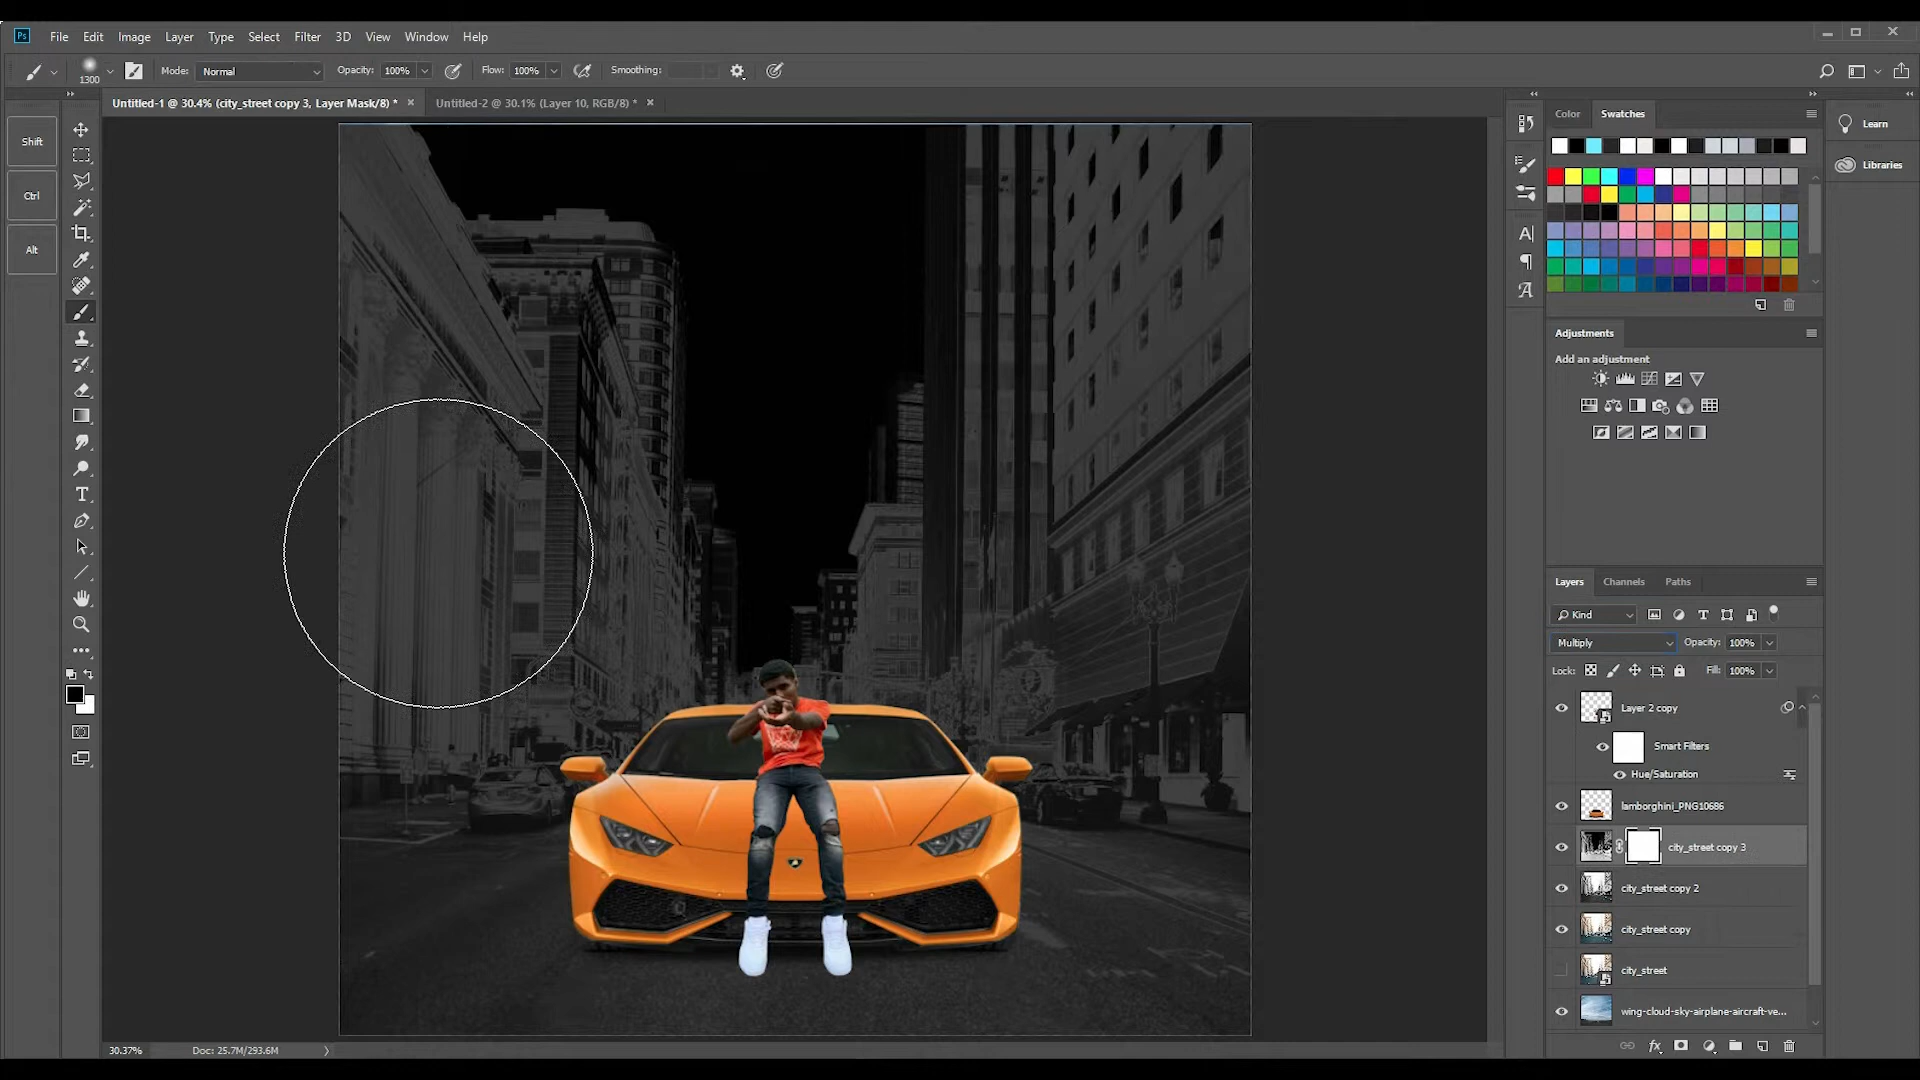 Ps File Edit Image Layer Type Select Filter 3D View Window Help
1300 Mode: Normal Opacity: 100% Flow: 100% Smoothing:
Untitled-1 @ 30.4% (city_street copy 3, Layer Mask/8) * × Untitled-2 @ 30.1% (Layer 10, RGB/8) * ×
Shift
Ctrl
Alt
Color Swatches
Learn
Libraries
Adjustments
Add an adjustment
Layers Channels Paths
Kind
Multiply Opacity: 100%
Lock: Fill: 100%
Layer 2 copy
Smart Filters
Hue/Saturation
lamborghini_PNG10686
city_street copy 3
city_street copy 2
city_street copy
city_street
wing-cloud-sky-airplane-aircraft-ve...
30.37% Doc: 25.7M/293.6M